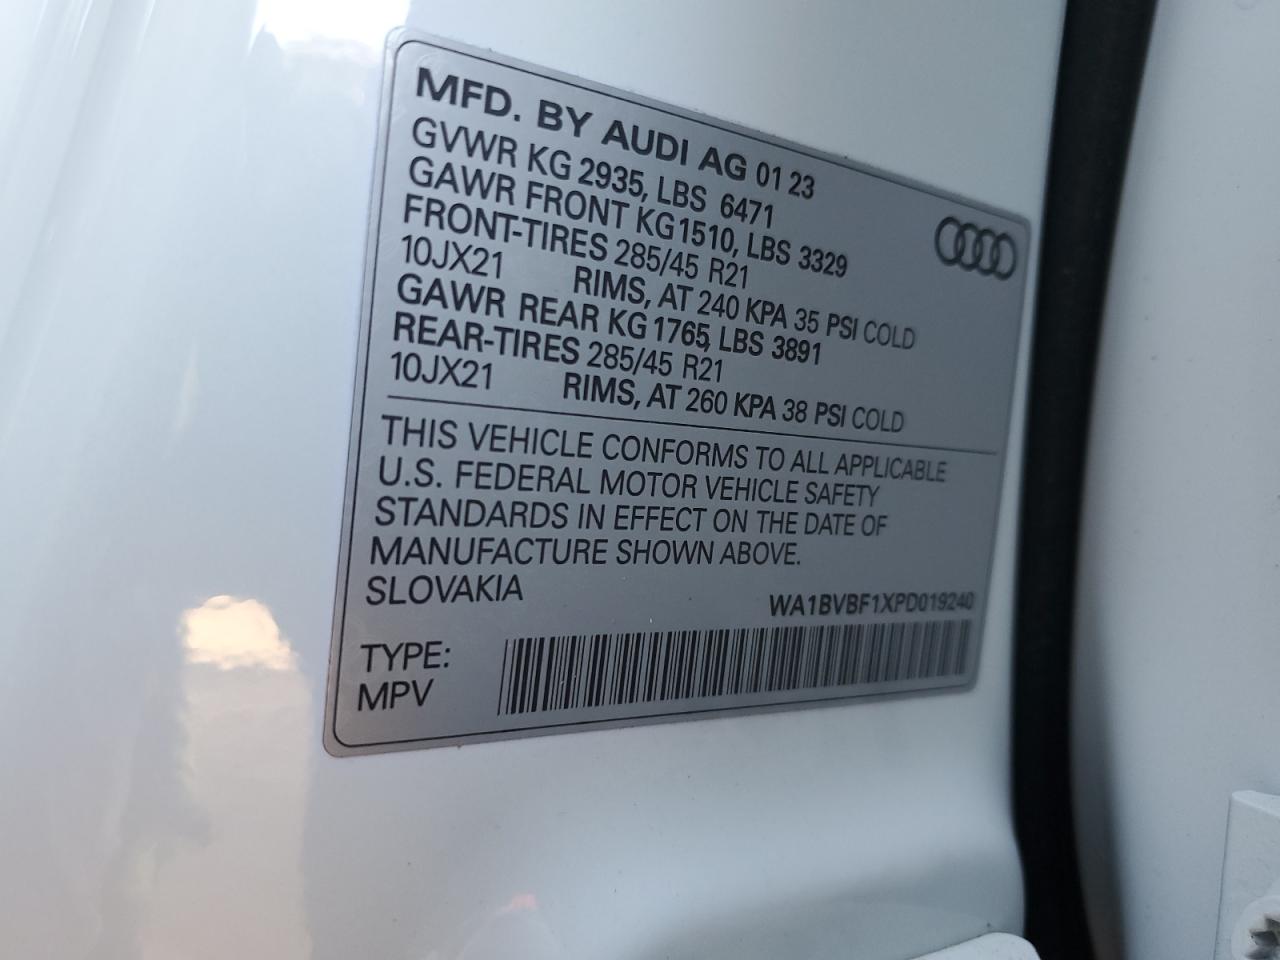 MFD. BY AUDI AG 01 23
GVWR KG 2935, LBS 6471
GAWR FRONT KG 1510, LBS 3329
FRONT-TIRES 285/45 R21
10JX21 RIMS, AT 240 KPA 35 PSI COLD
GAWR REAR KG 1765, LBS 3891
REAR-TIRES 285/45 R21
10JX21 RIMS, AT 260 KPA 38 PSI COLD
THIS VEHICLE CONFORMS TO ALL APPLICABLE
U.S. FEDERAL MOTOR VEHICLE SAFETY
STANDARDS IN EFFECT ON THE DATE OF
MANUFACTURE SHOWN ABOVE.
SLOVAKIA
WA1BVBF1XPD019240
TYPE:
MPV